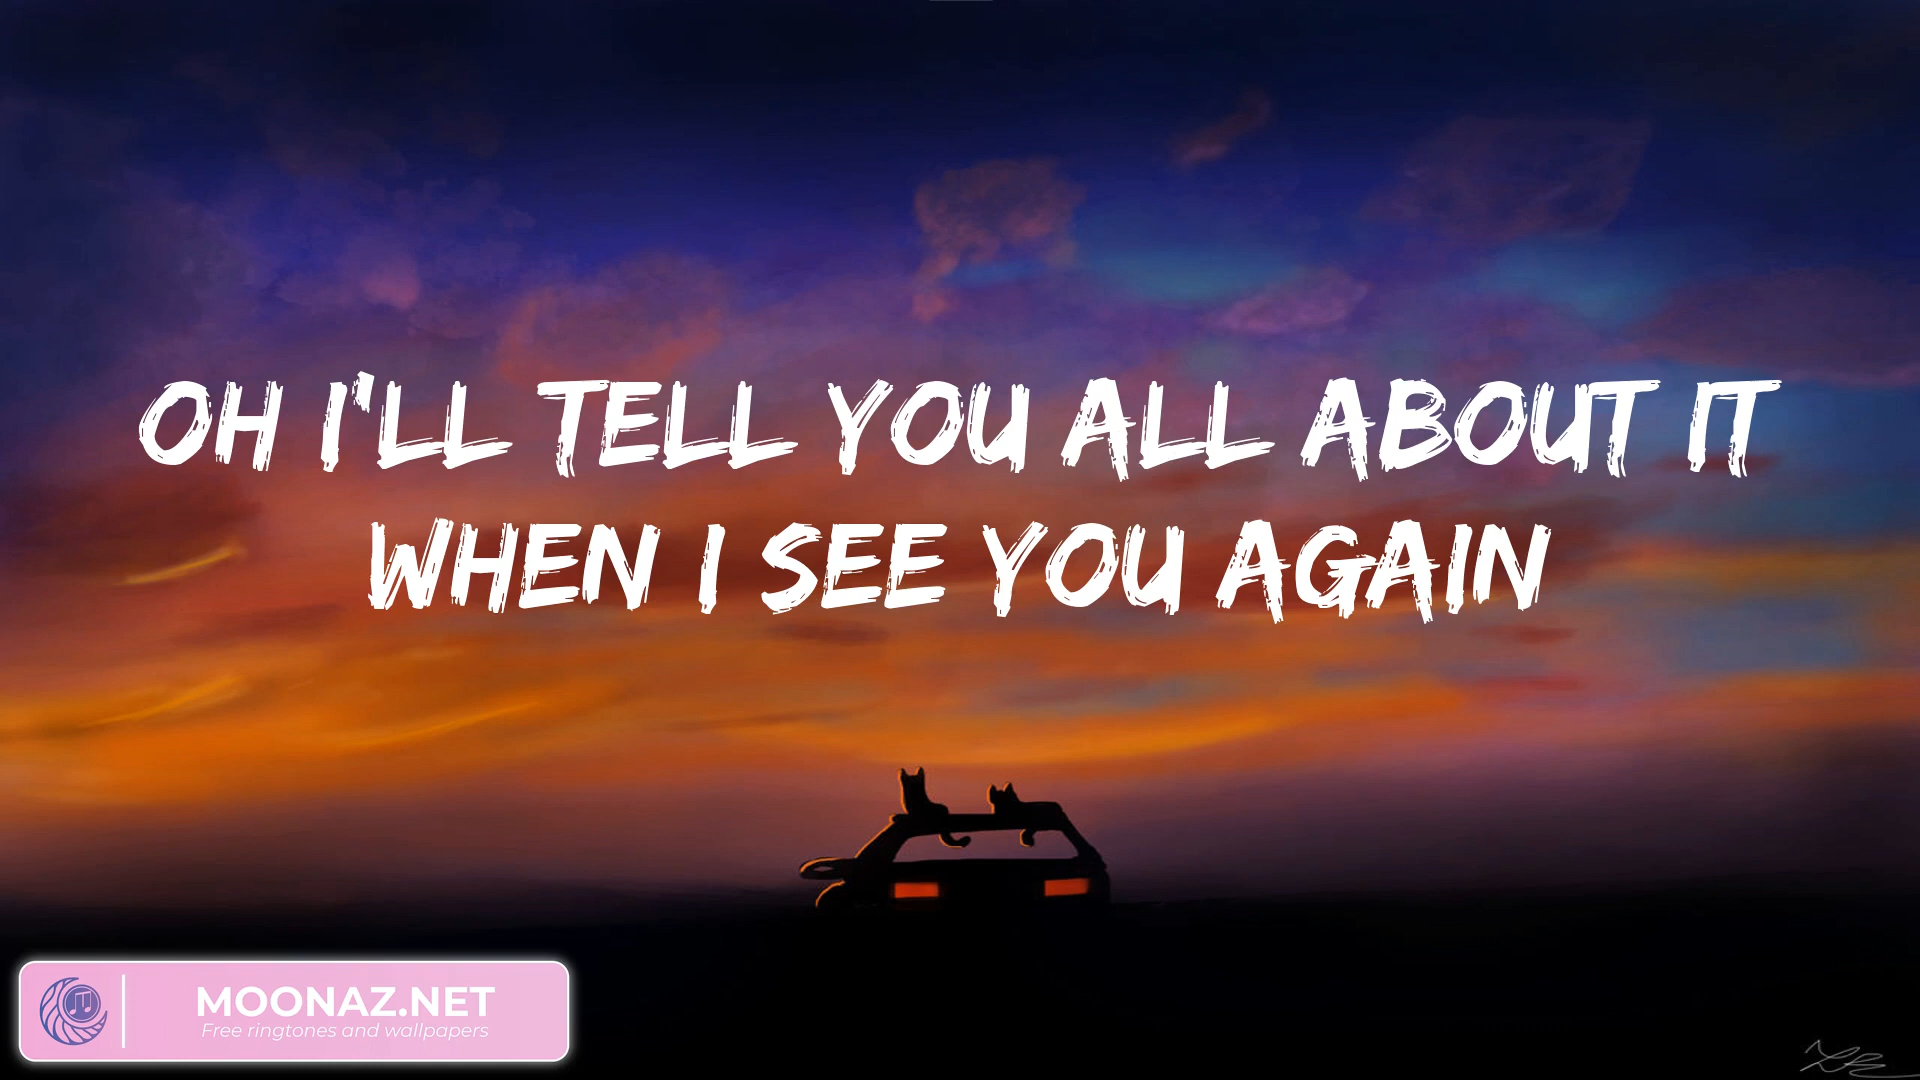 OH I'LL TELL YOU ALL ABOUT IT
WHEN I SEE YOU AGAIN
MOONAZ.NET
Free ringtones and wallpapers